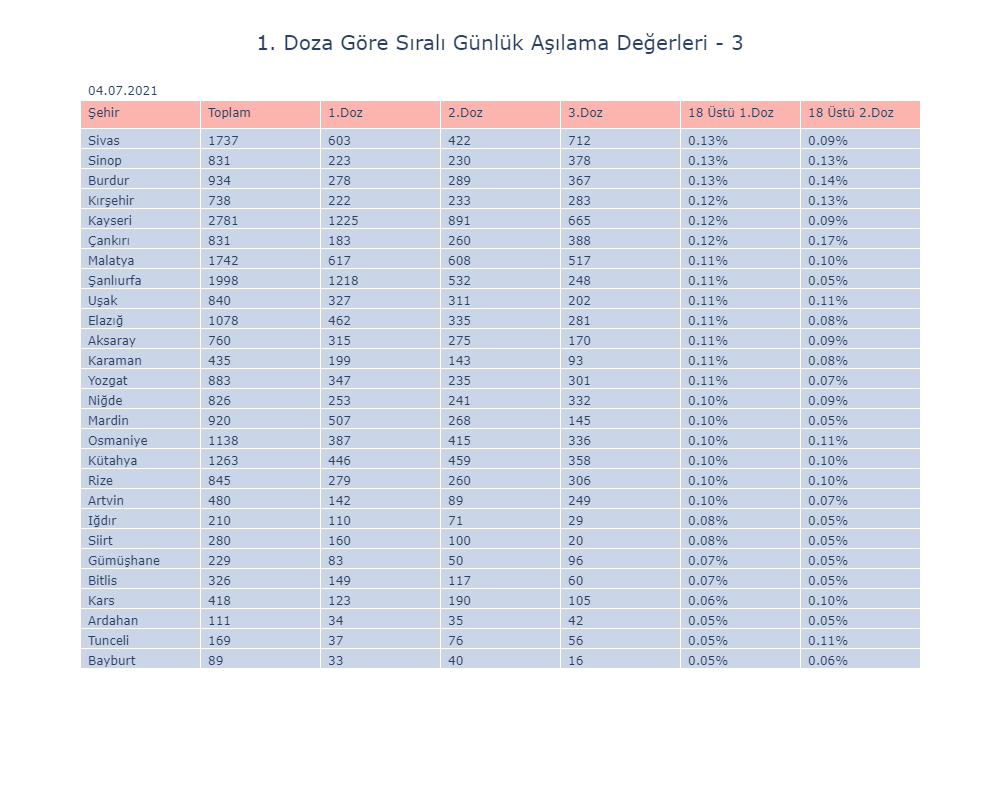 1. Doza Göre Sıralı Günlük Aşılama Değerleri - 3
04.07.2021
Şehir Toplam 1.Doz 2.Doz 3.Doz 18 Üstü 1.Doz 18 Üstü 2.Doz
Sivas 1737 603 422 712 0.13% 0.09%
Sinop 831 223 230 378 0.13% 0.13%
Burdur 934 278 289 367 0.13% 0.14%
Kırşehir 738 222 233 283 0.12% 0.13%
Kayseri 2781 1225 891 665 0.12% 0.09%
Çankırı 831 183 260 388 0.12% 0.17%
Malatya 1742 617 608 517 0.11% 0.10%
Şanlıurfa 1998 1218 532 248 0.11% 0.05%
Uşak 840 327 311 202 0.11% 0.11%
Elazığ 1078 462 335 281 0.11% 0.08%
Aksaray 760 315 275 170 0.11% 0.09%
Karaman 435 199 143 93 0.11% 0.08%
Yozgat 883 347 235 301 0.11% 0.07%
Niğde 826 253 241 332 0.10% 0.09%
Mardin 920 507 268 145 0.10% 0.05%
Osmaniye 1138 387 415 336 0.10% 0.11%
Kütahya 1263 446 459 358 0.10% 0.10%
Rize 845 279 260 306 0.10% 0.10%
Artvin 480 142 89 249 0.10% 0.07%
Iğdır 210 110 71 29 0.08% 0.05%
Siirt 280 160 100 20 0.08% 0.05%
Gümüşhane 229 83 50 96 0.07% 0.05%
Bitlis 326 149 117 60 0.07% 0.05%
Kars 418 123 190 105 0.06% 0.10%
Ardahan 111 34 35 42 0.05% 0.05%
Tunceli 169 37 76 56 0.05% 0.11%
Bayburt 89 33 40 16 0.05% 0.06%